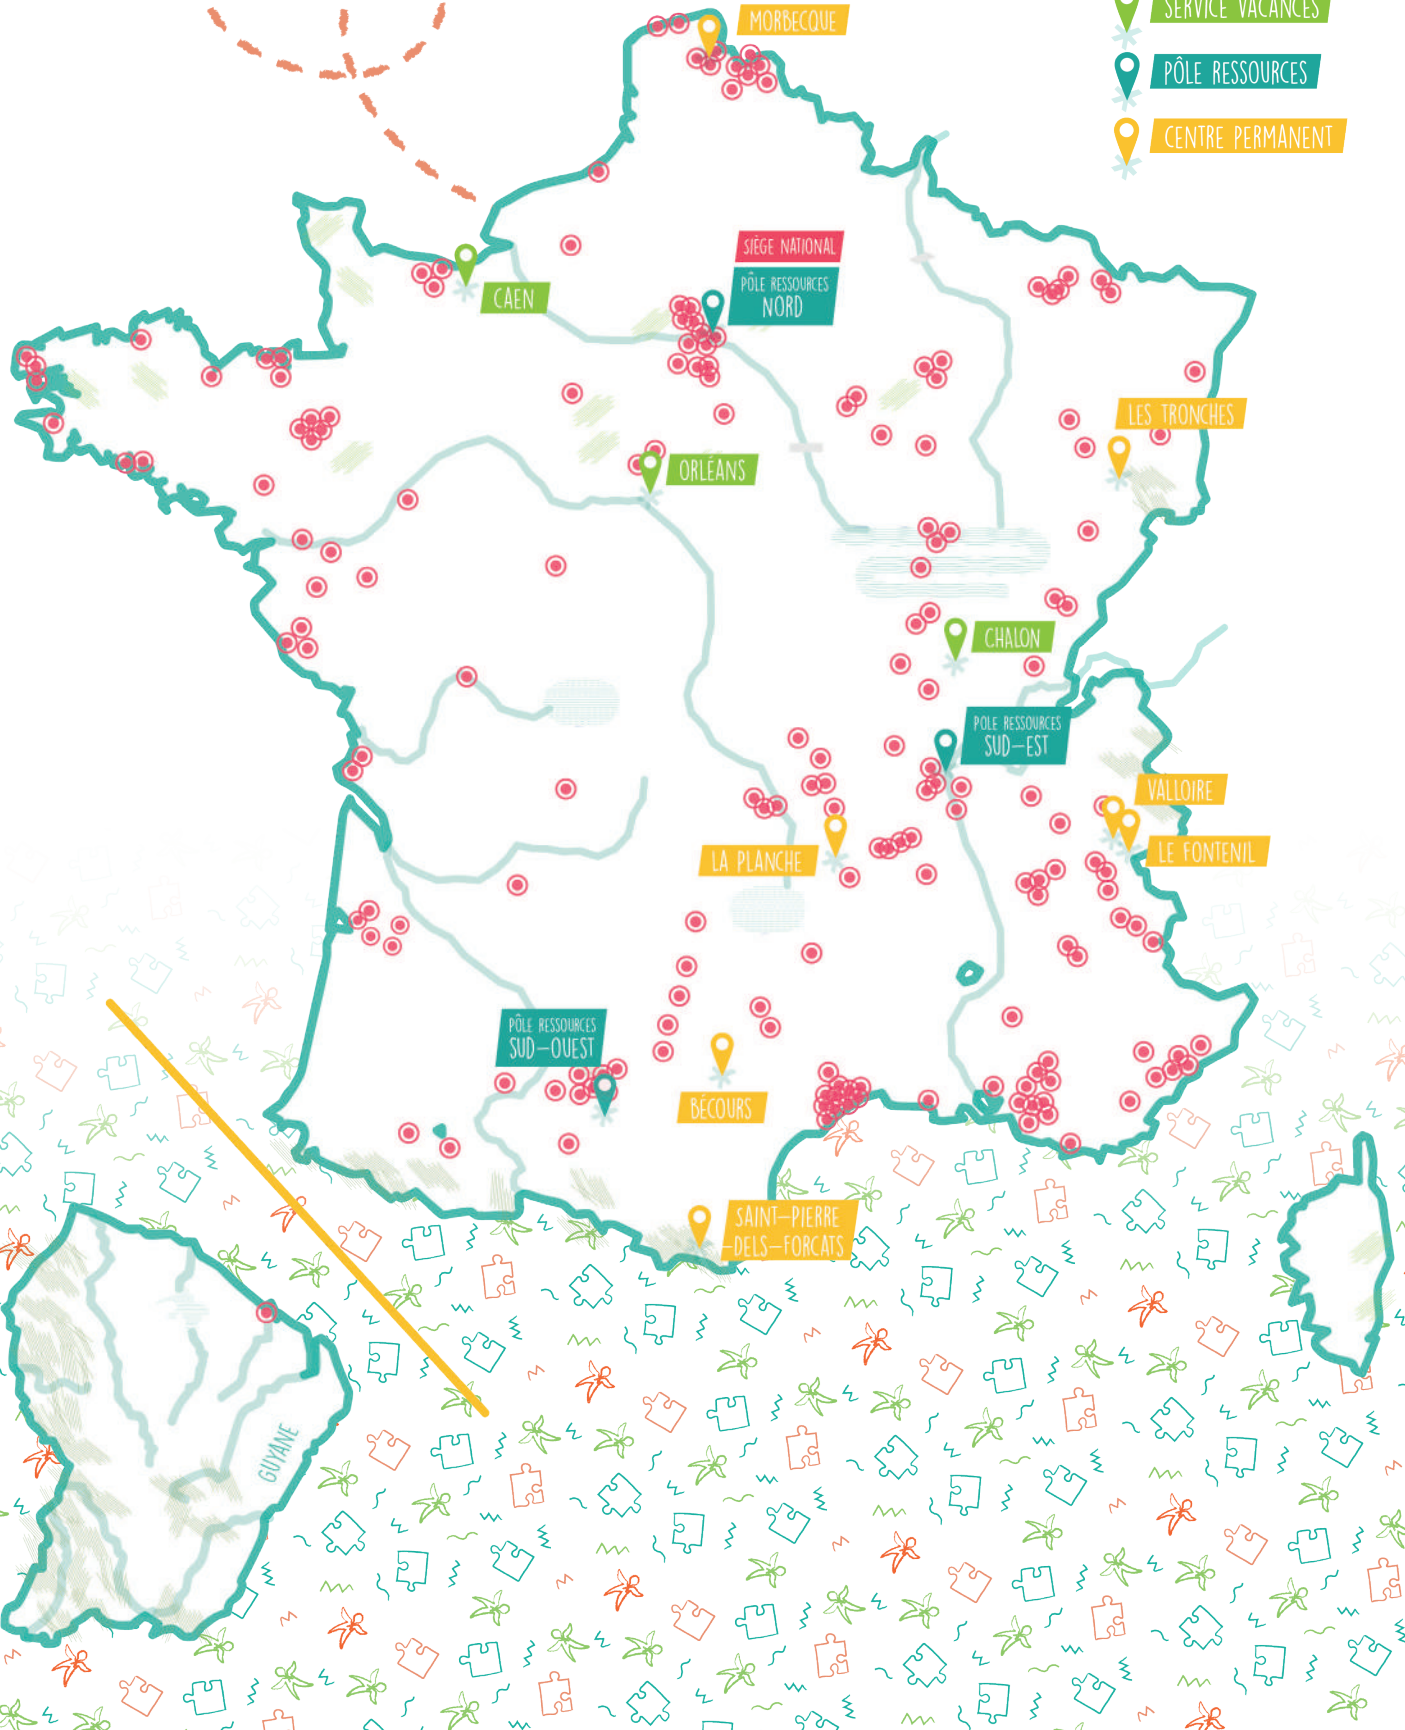 SERVICE VACANCES
MORBECQUE
PÔLE RESSOURCES
CENTRE PERMANENT
SIÈGE NATIONAL
PÔLE RESSOURCES
NORD
CAEN
LES TRONCHES
ORLÉANS
CHALON
POLE RESSOURCES
SUD-EST
VALLOIRE
LE FONTENIL
LA PLANCHE
PÔLE RESSOURCES
SUD-OUEST
BÉCOURS
SAINT-PIERRE
-DELS-FORCATS
GUYANE